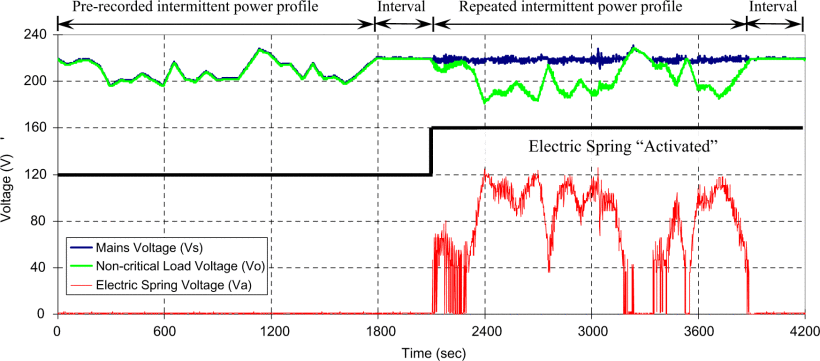 Pre-recorded intermittent power profile
Interval
Repeated intermittent power profile
Interval
240
200
160
120
80
40
0
Voltage (V)
Electric Spring “Activated”
Mains Voltage (Vs)
Non-critical Load Voltage (Vo)
Electric Spring Voltage (Va)
0 600 1200 1800 2400 3000 3600 4200
Time (sec)